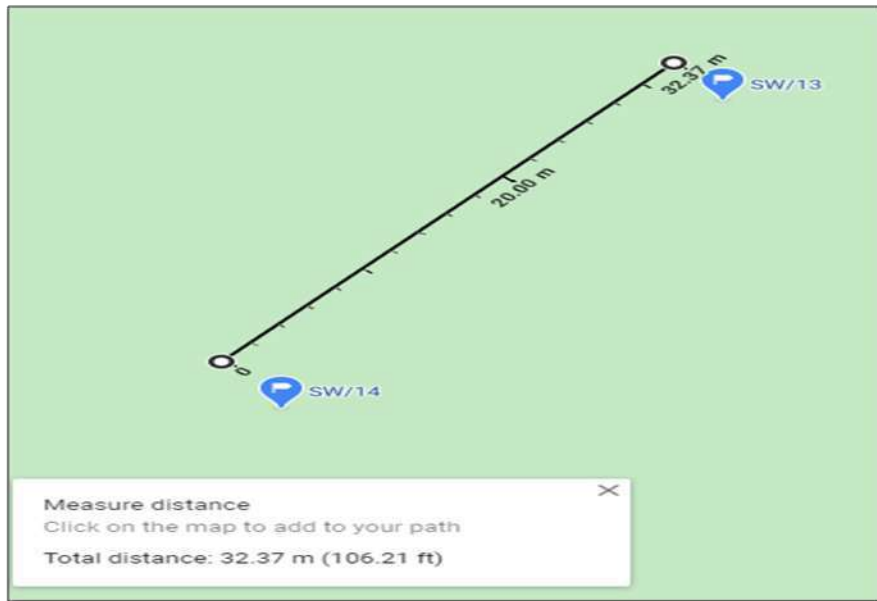 32.37 m
SW/13
20.00 m
0
SW/14
Measure distance
Click on the map to add to your path
Total distance: 32.37 m (106.21 ft)